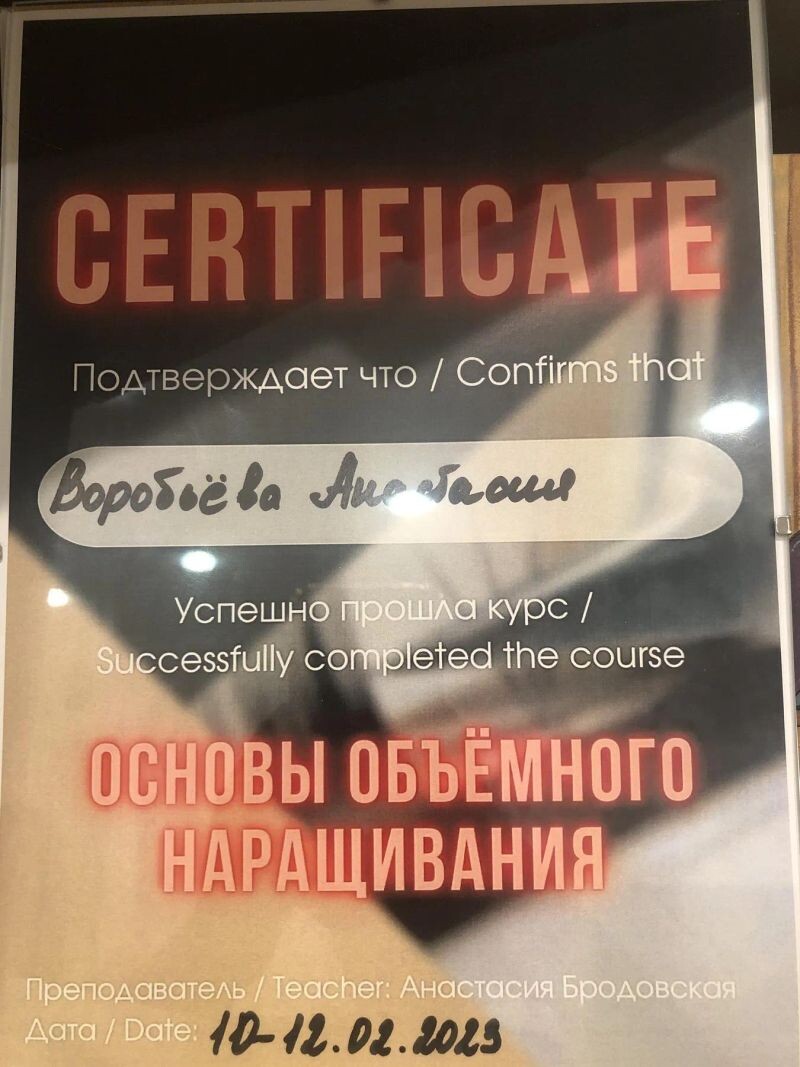 CERTIFICATE
Подтверждает что / Confirms that
Воробьёва Анастасия
Успешно прошла курс /
Successfully completed the course
ОСНОВЫ ОБЪЁМНОГО
НАРАЩИВАНИЯ
Преподаватель / Teacher: Анастасия Бродовская
Дата / Date: 10-12.02.2023